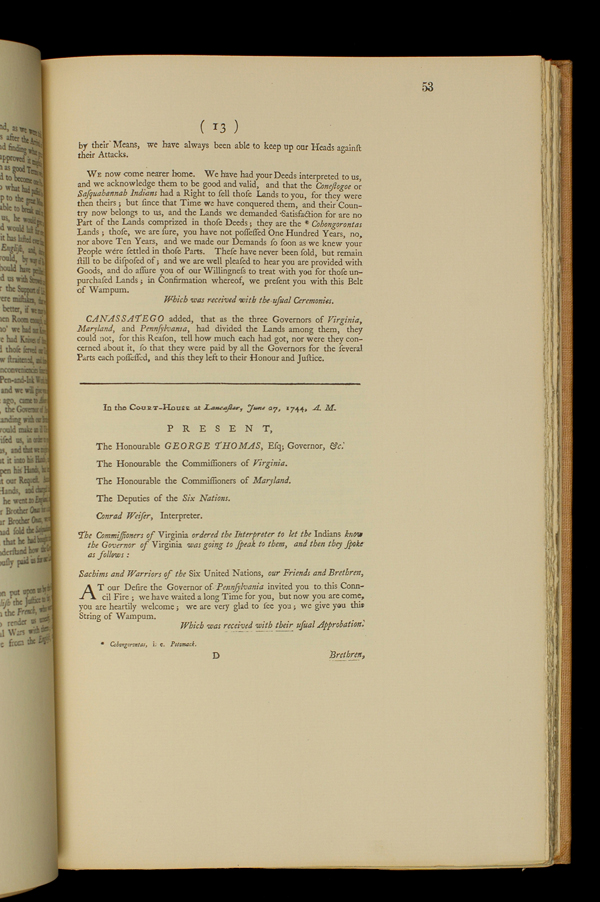 53
( 13 )
by their Means, we have always been able to keep up our Heads againſt
their Attacks.
WE now come nearer home. We have had your Deeds interpreted to us,
and we acknowledge them to be good and valid, and that the Coneſtogoe or
Saſquahannah Indians had a Right to ſell thoſe Lands to you, for they were
then theirs; but ſince that Time we have conquered them, and their Coun-
try now belongs to us, and the Lands we demanded Satisfaction for are no
Part of the Lands comprized in thoſe Deeds; they are the * Cohongorontas
Lands; thoſe, we are ſure, you have not poſſeſſed One Hundred Years, no,
nor above Ten Years, and we made our Demands ſo ſoon as we knew your
People were ſettled in thoſe Parts. Theſe have never been ſold, but remain
ſtill to be diſpoſed of; and we are well pleaſed to hear you are provided with
Goods, and do aſſure you of our Willingneſs to treat with you for thoſe un-
purchaſed Lands; in Confirmation whereof, we preſent you with this Belt
of Wampum.
Which was received with the uſual Ceremonies.
CANASSATEGO added, that as the three Governors of Virginia,
Maryland, and Pennſylvania, had divided the Lands among them, they
could not, for this Reaſon, tell how much each had got, nor were they con-
cerned about it, ſo that they were paid by all the Governors for the ſeveral
Parts each poſſeſſed, and this they left to their Honour and Juſtice.
In the COURT-HOUSE at Lancaſter, June 27, 1744, A. M.
P R E S E N T,
The Honourable GEORGE THOMAS, Eſq; Governor, &c.
The Honourable the Commiſſioners of Virginia.
The Honourable the Commiſſioners of Maryland.
The Deputies of the Six Nations.
Conrad Weiſer, Interpreter.
The Commiſſioners of Virginia ordered the Interpreter to let the Indians know
the Governor of Virginia was going to ſpeak to them, and then they ſpoke
as follows:
Sachims and Warriors of the Six United Nations, our Friends and Brethren,
AT our Deſire the Governor of Pennſylvania invited you to this Coun-
cil Fire; we have waited a long Time for you, but now you are come,
you are heartily welcome; we are very glad to ſee you; we give you this
String of Wampum.
Which was received with their uſual Approbation.
* Cohongorontas, i. e. Potomack.
D Brethren,